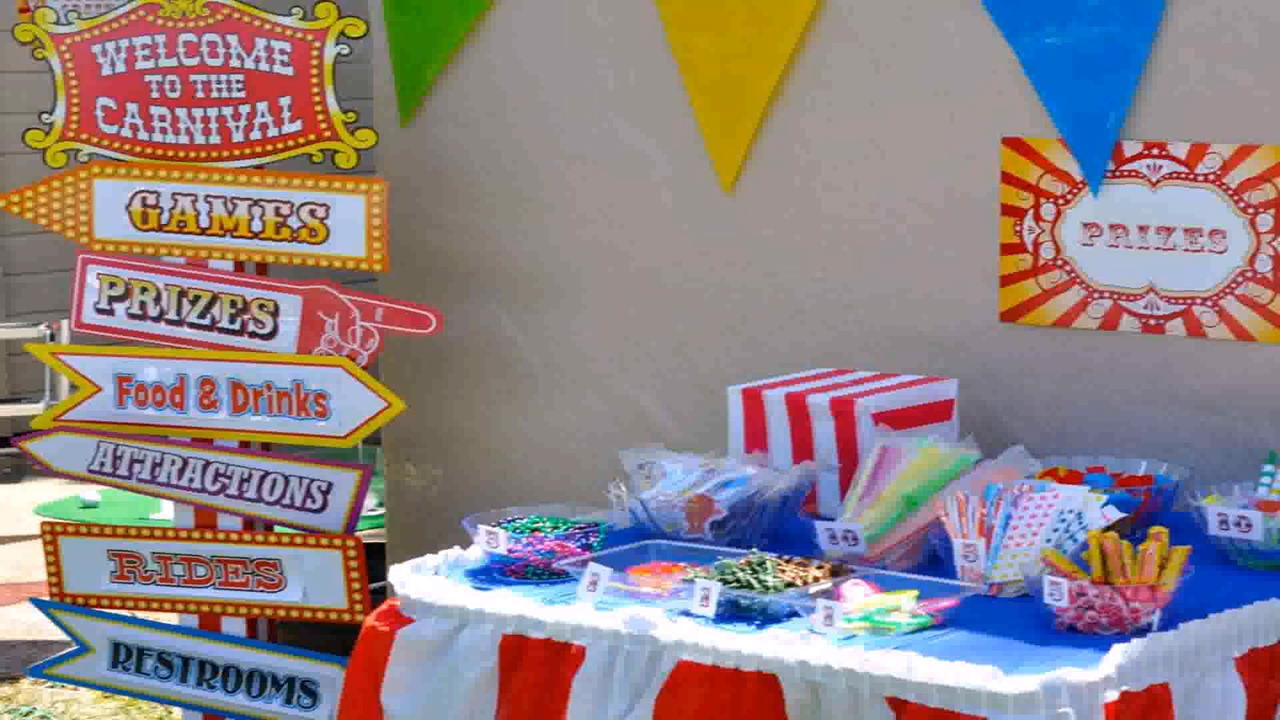 WELCOME
TO THE
CARNIVAL
GAMES
PRIZES
Food & Drinks
ATTRACTIONS
RIDES
RESTROOMS
PRIZES